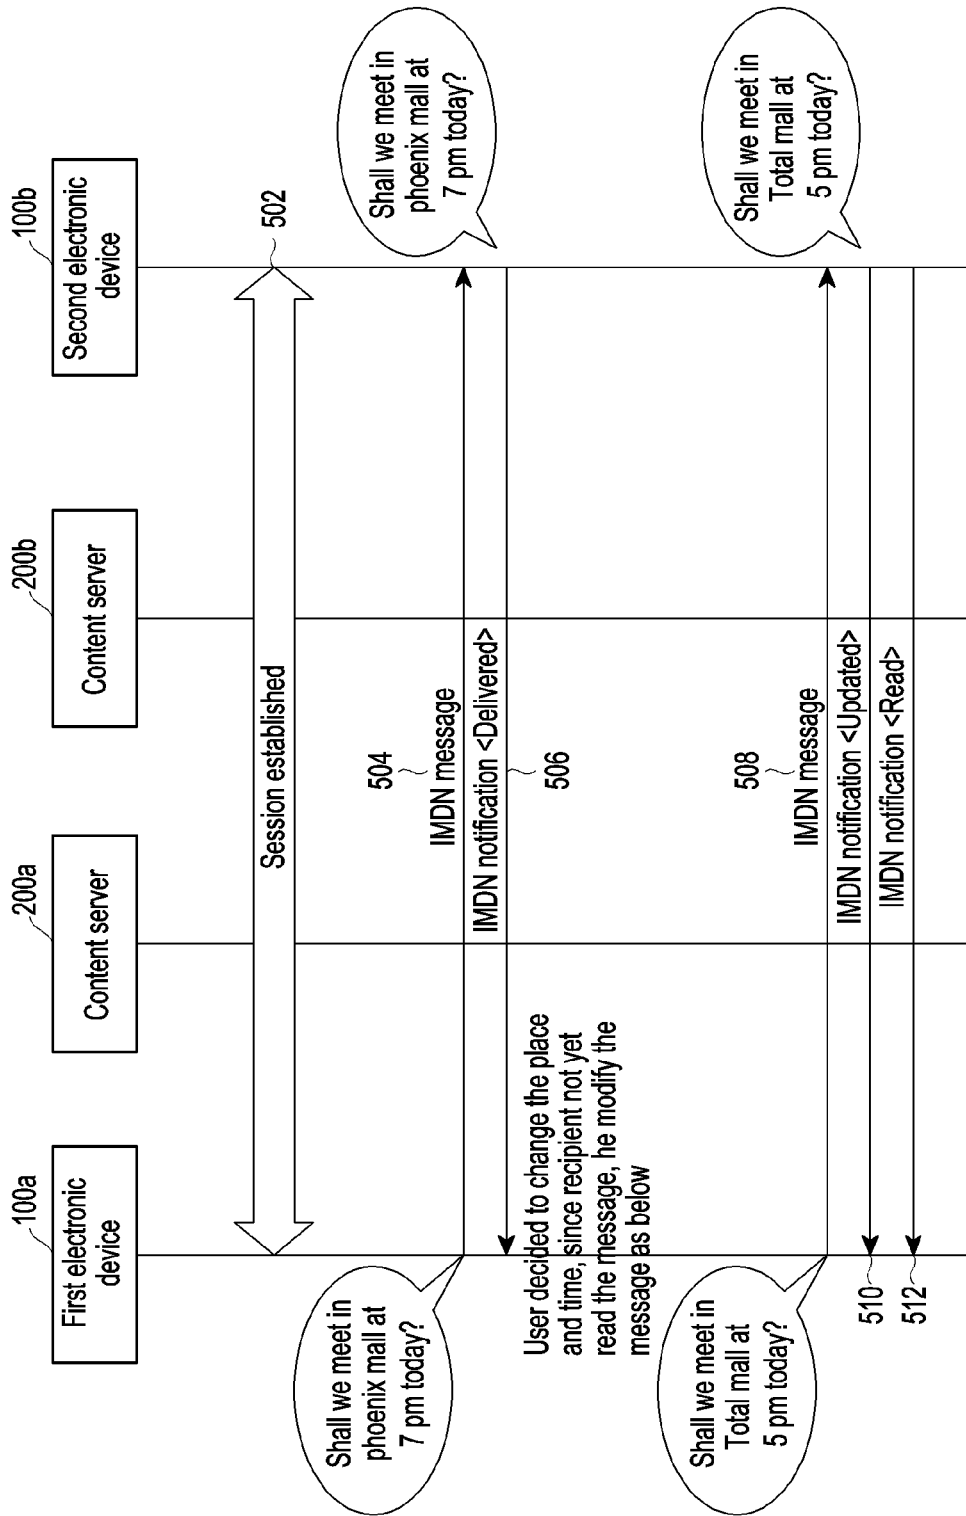 100a
200a
200b
100b
First electronic
device
Content server
Content server
Second electronic
device
Session established
502
Shall we meet in
phoenix mall at
7 pm today?
504
IMDN message
Shall we meet in
phoenix mall at
7 pm today?
IMDN notification <Delivered>
506
User decided to change the place
and time, since recipient not yet
read the message, he modify the
message as below
Shall we meet in
Total mall at
5 pm today?
508
IMDN message
Shall we meet in
Total mall at
5 pm today?
IMDN notification <Updated>
510
IMDN notification <Read>
512